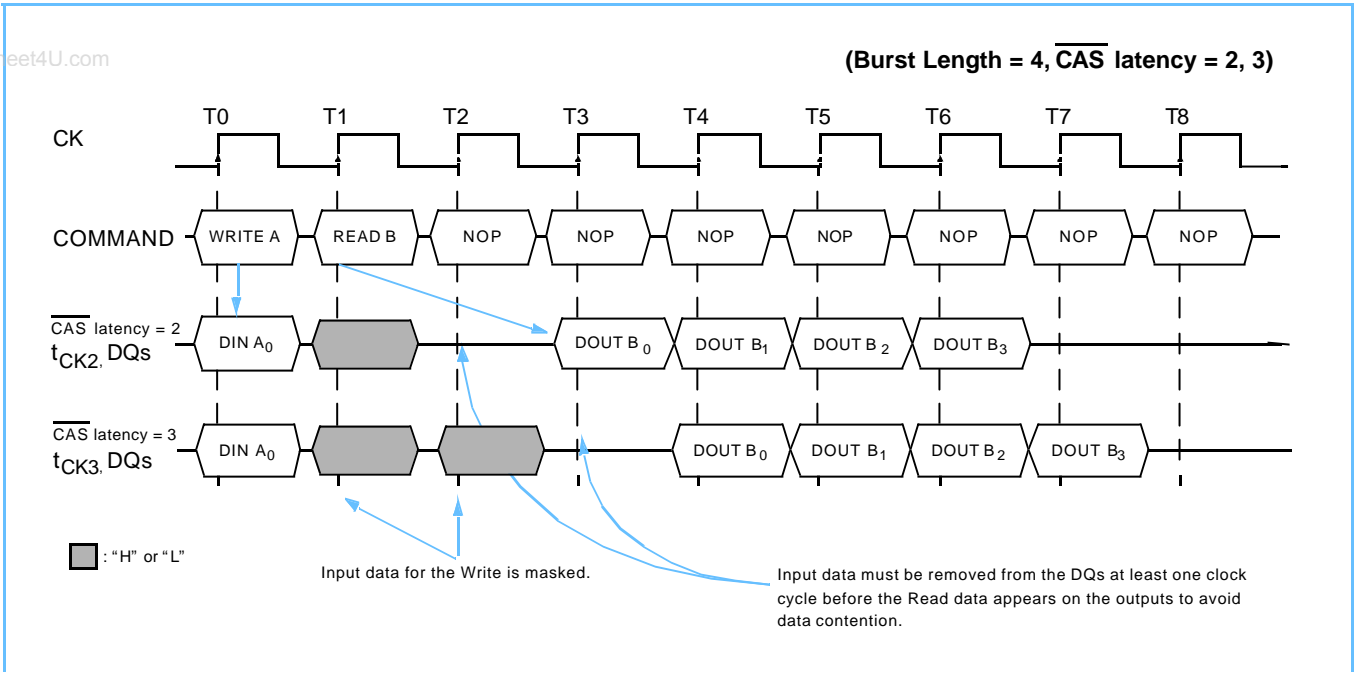 eet4U.com
(Burst Length = 4, CAS latency = 2, 3)
T0 T1 T2 T3 T4 T5 T6 T7 T8
CK
COMMAND WRITE A READ B NOP NOP NOP NOP NOP NOP NOP
CAS latency = 2
tCK2, DQs DIN A0 DOUT B0 DOUT B1 DOUT B2 DOUT B3
CAS latency = 3
tCK3, DQs DIN A0 DOUT B0 DOUT B1 DOUT B2 DOUT B3
: “H” or “L”
Input data for the Write is masked.
Input data must be removed from the DQs at least one clock
cycle before the Read data appears on the outputs to avoid
data contention.